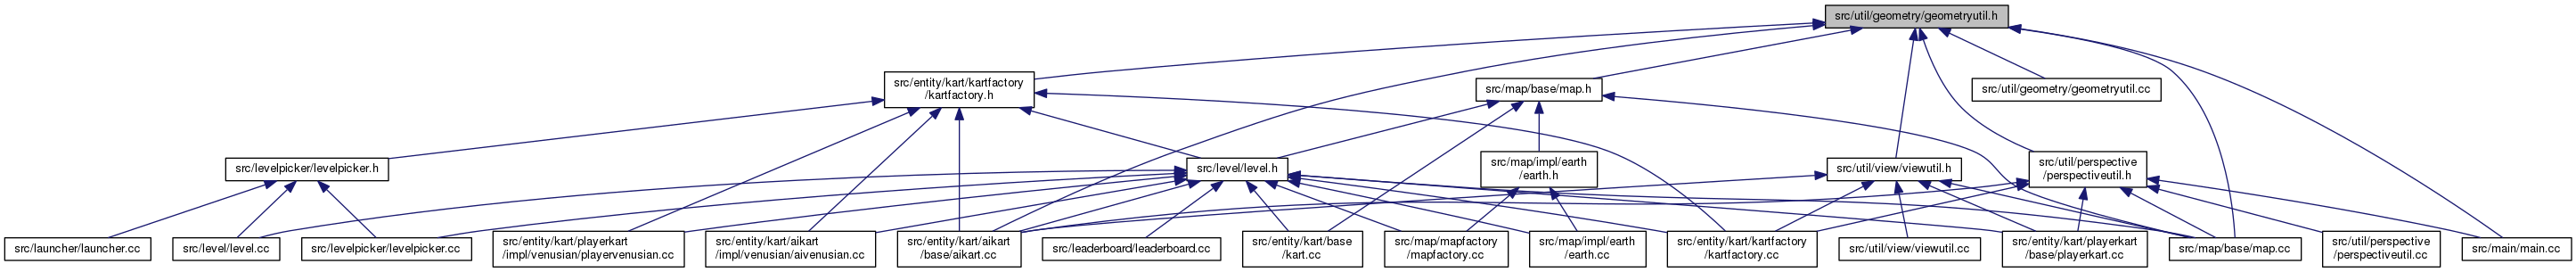 src/util/geometry/geometryutil.h
src/entity/kart/kartfactory
/kartfactory.h
src/map/base/map.h
src/util/geometry/geometryutil.cc
src/levelpicker/levelpicker.h
src/level/level.h
src/map/impl/earth
/earth.h
src/util/view/viewutil.h
src/util/perspective
/perspectiveutil.h
src/launcher/launcher.cc
src/level/level.cc
src/levelpicker/levelpicker.cc
src/entity/kart/playerkart
/impl/venusian/playervenusian.cc
src/entity/kart/aikart
/impl/venusian/aivenusian.cc
src/entity/kart/aikart
/base/aikart.cc
src/leaderboard/leaderboard.cc
src/entity/kart/base
/kart.cc
src/map/mapfactory
/mapfactory.cc
src/map/impl/earth
/earth.cc
src/entity/kart/kartfactory
/kartfactory.cc
src/util/view/viewutil.cc
src/entity/kart/playerkart
/base/playerkart.cc
src/map/base/map.cc
src/util/perspective
/perspectiveutil.cc
src/main/main.cc